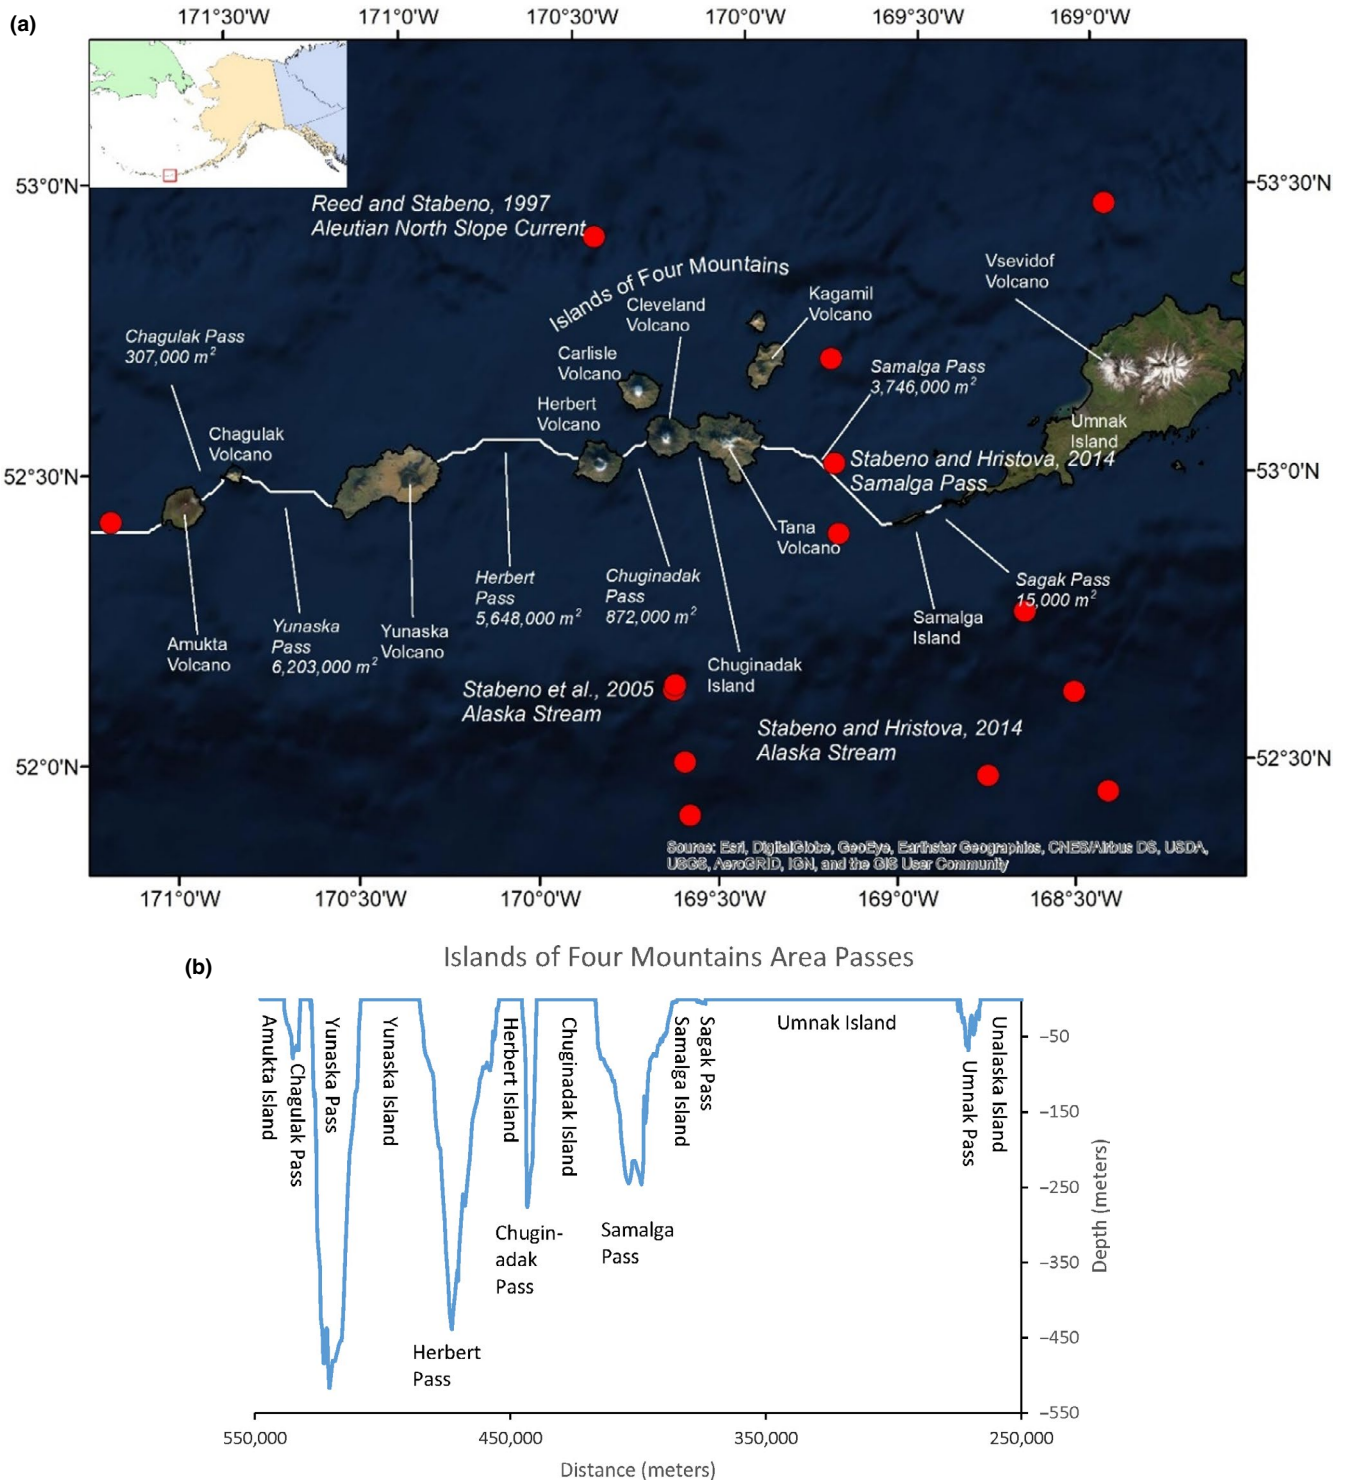 (a)
171°30'W
171°0'W
170°30'W
170°0'W
169°30'W
169°0'W
53°0'N
53°30'N
Reed and Stabeno, 1997
Aleutian North Slope Current
Islands of Four Mountains
Vsevidof
Volcano
Kagamil
Volcano
Cleveland
Volcano
Chagulak Pass
307,000 m²
Carlisle
Volcano
Samalga Pass
3,746,000 m²
Herbert
Volcano
Chagulak
Volcano
Umnak
Island
52°30'N
53°0'N
Stabeno and Hristova, 2014
Samalga Pass
Tana
Volcano
Herbert
Pass
5,648,000 m²
Chuginadak
Pass
872,000 m²
Sagak Pass
15,000 m²
Samalga
Island
Amukta
Volcano
Yunaska
Pass
6,203,000 m²
Yunaska
Volcano
Chuginadak
Island
Stabeno et al., 2005
Alaska Stream
Stabeno and Hristova, 2014
Alaska Stream
52°0'N
52°30'N
Source: Esri, DigitalGlobe, GeoEye, Earthstar Geographics, CNES/Airbus DS, USDA,
USGS, AeroGRID, IGN, and the GIS User Community
171°0'W
170°30'W
170°0'W
169°30'W
169°0'W
168°30'W
(b)
Islands of Four Mountains Area Passes
Amukta Island
Chagulak Pass
Yunaska Pass
Yunaska Island
Herbert Island
Chuginadak Island
Samalga Island
Sagak Pass
Umnak Island
Umnak Pass
Unalaska Island
Chugin-
adak
Pass
Samalga
Pass
Herbert
Pass
−50
−150
−250
−350
−450
−550
Depth (meters)
550,000
450,000
350,000
250,000
Distance (meters)